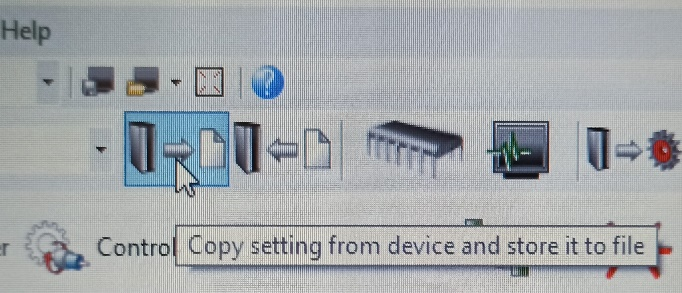 Help
Control
Copy setting from device and store it to file